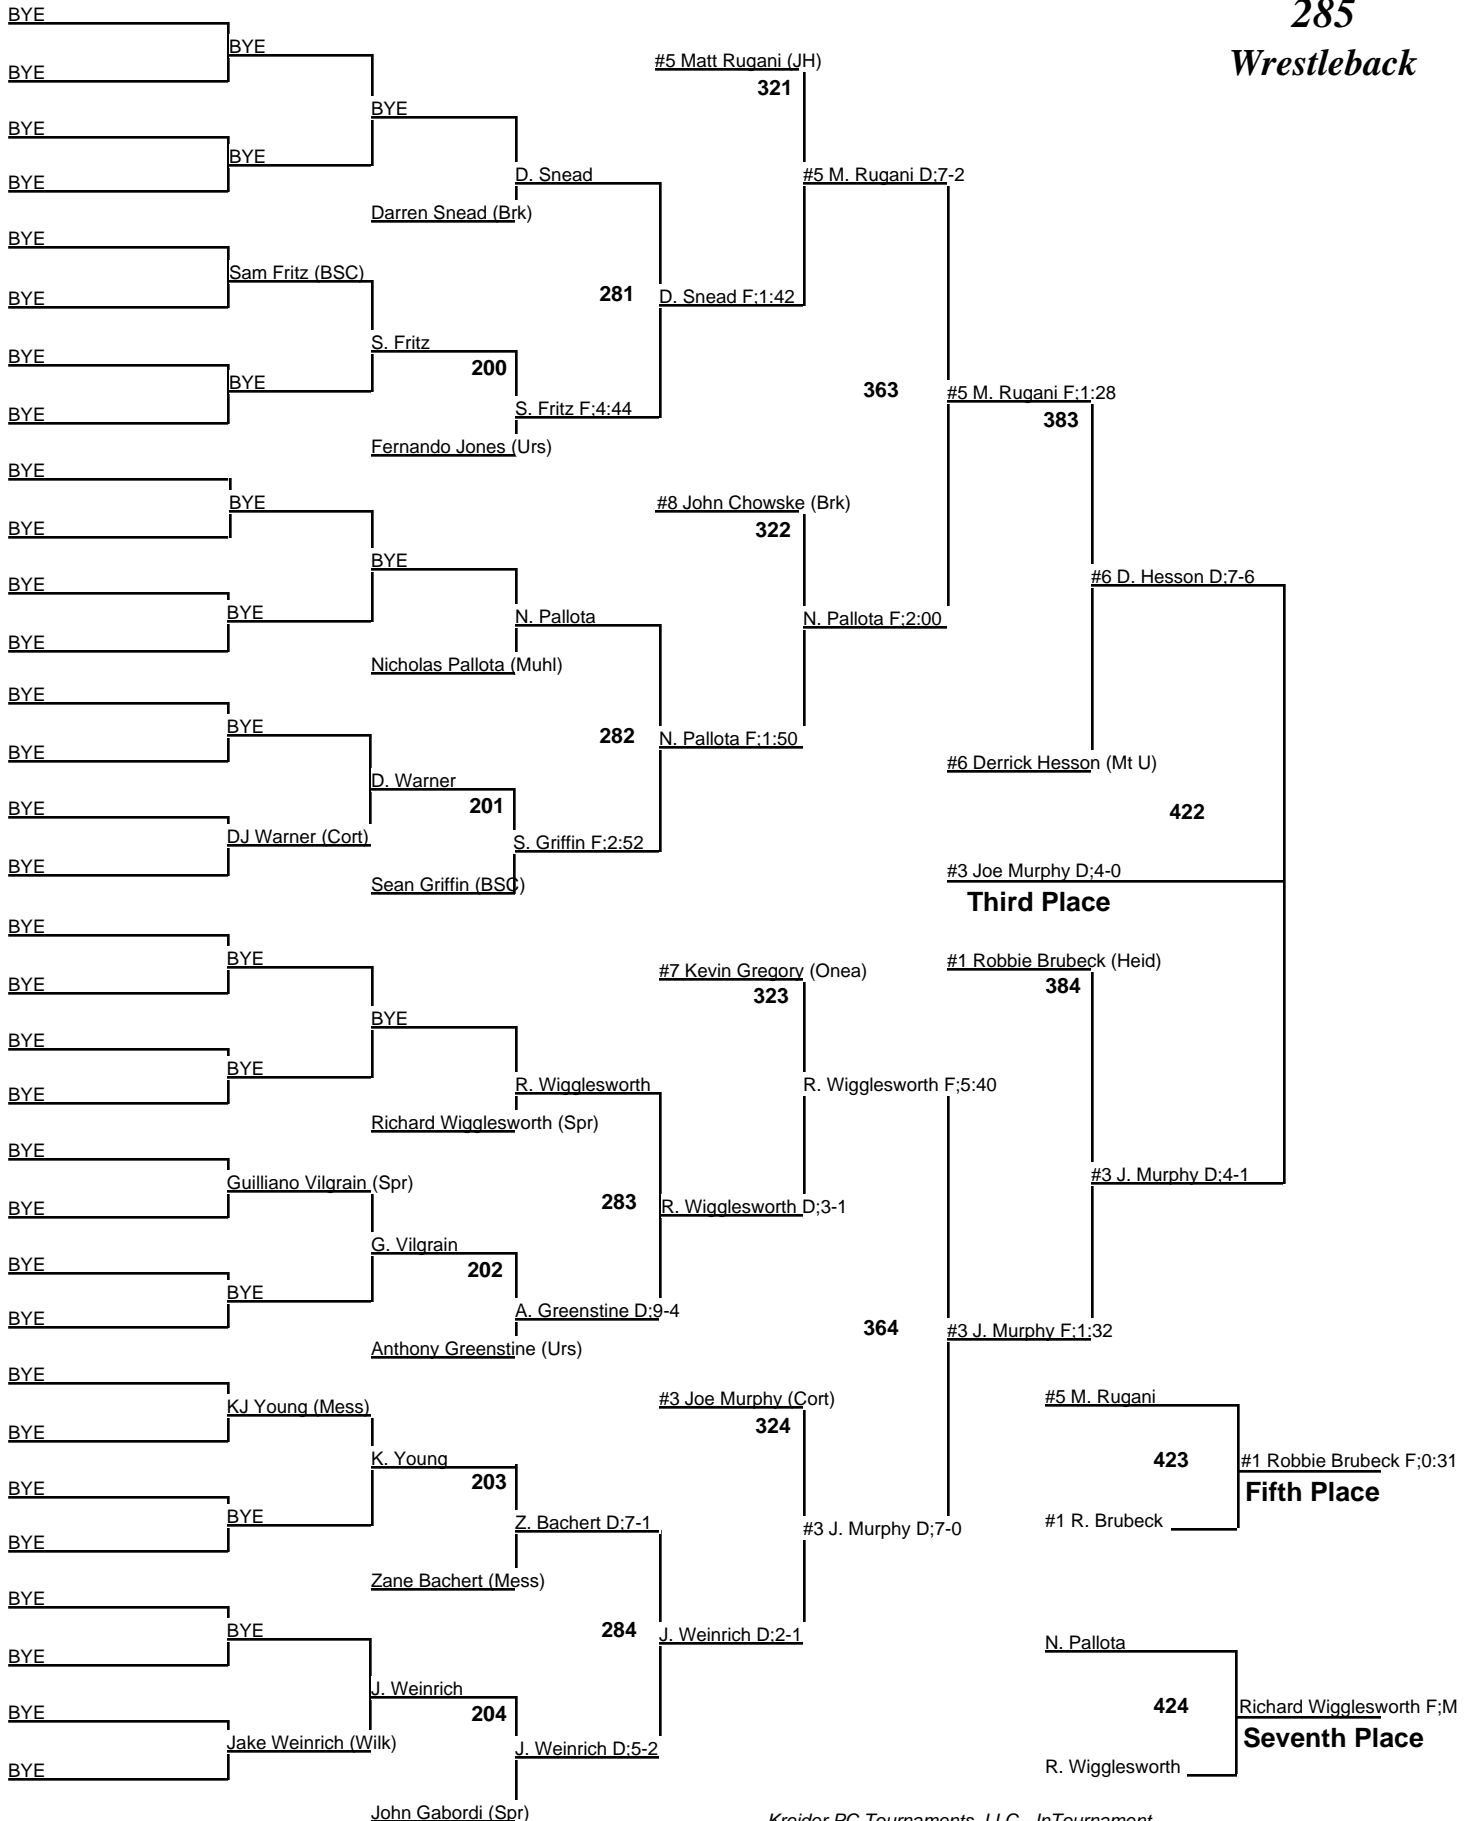 285
Wrestleback
BYE
BYE
BYE
#5 Matt Rugani (JH)
321
BYE
BYE
BYE
BYE
D. Snead
#5 M. Rugani D;7-2
BYE
Darren Snead (Brk)
BYE
Sam Fritz (BSC)
BYE
281
D. Snead F;1:42
BYE
S. Fritz
200
BYE
363
#5 M. Rugani F;1:28
383
BYE
S. Fritz F;4:44
Fernando Jones (Urs)
BYE
BYE
#8 John Chowske (Brk)
322
BYE
BYE
BYE
#6 D. Hesson D;7-6
BYE
N. Pallota
N. Pallota F;2:00
BYE
Nicholas Pallota (Muhl)
BYE
BYE
282
N. Pallota F;1:50
BYE
#6 Derrick Hesson (Mt U)
D. Warner
201
422
BYE
DJ Warner (Cort)
S. Griffin F;2:52
BYE
#3 Joe Murphy D;4-0
Third Place
Sean Griffin (BSC)
BYE
BYE
#7 Kevin Gregory (Onea)
323
#1 Robbie Brubeck (Heid)
384
BYE
BYE
BYE
BYE
R. Wigglesworth
R. Wigglesworth F;5:40
BYE
Richard Wigglesworth (Spr)
BYE
Guilliano Vilgrain (Spr)
#3 J. Murphy D;4-1
BYE
283
R. Wigglesworth D;3-1
G. Vilgrain
202
BYE
BYE
BYE
A. Greenstine D;9-4
364
#3 J. Murphy F;1:32
Anthony Greenstine (Urs)
BYE
KJ Young (Mess)
#3 Joe Murphy (Cort)
324
#5 M. Rugani
BYE
K. Young
203
423
#1 Robbie Brubeck F;0:31
Fifth Place
BYE
BYE
Z. Bachert D;7-1
#3 J. Murphy D;7-0
#1 R. Brubeck
BYE
Zane Bachert (Mess)
BYE
BYE
284
J. Weinrich D;2-1
N. Pallota
BYE
J. Weinrich
204
424
Richard Wigglesworth F;M
Seventh Place
BYE
Jake Weinrich (Wilk)
J. Weinrich D;5-2
BYE
R. Wigglesworth
John Gabordi (Spr)
Kreider PC Tournaments, LLC - InTournament